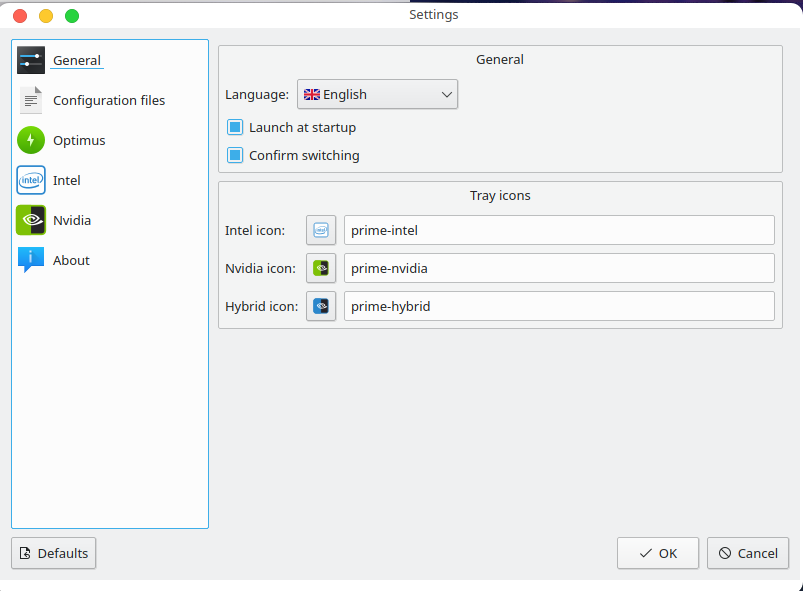 Settings
General
Configuration files
Optimus
intel
Intel
Nvidia
About
General
Language: English
Launch at startup
Confirm switching
Tray icons
Intel icon: intel prime-intel
Nvidia icon: prime-nvidia
Hybrid icon: prime-hybrid
Defaults
OK
Cancel